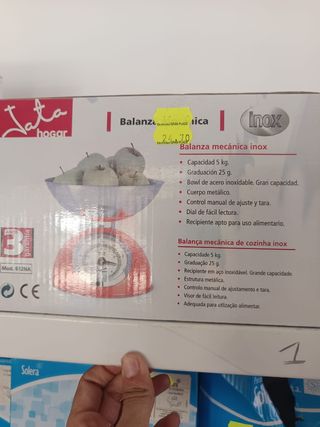 Jata
hogar
Balanza
24,70
inox
Balanza mecánica inox
• Capacidad 5 kg.
• Graduación 25 g.
• Bowl de acero inoxidable. Gran capacidad.
• Cuerpo metálico.
• Control manual de ajuste y tara.
• Dial de fácil lectura.
• Recipiente apto para uso alimentario.
Balança mecânica de cozinha inox
• Capacidade 5 kg.
• Graduação 25 g.
• Recipiente em aço inoxidável. Grande capacidade.
• Estrutura metálica.
• Controlo manual de ajustamento e tara.
• Visor de fácil leitura.
• Adequada para utilização alimentar.
3
Mod. 612NA
CE
1
Solera